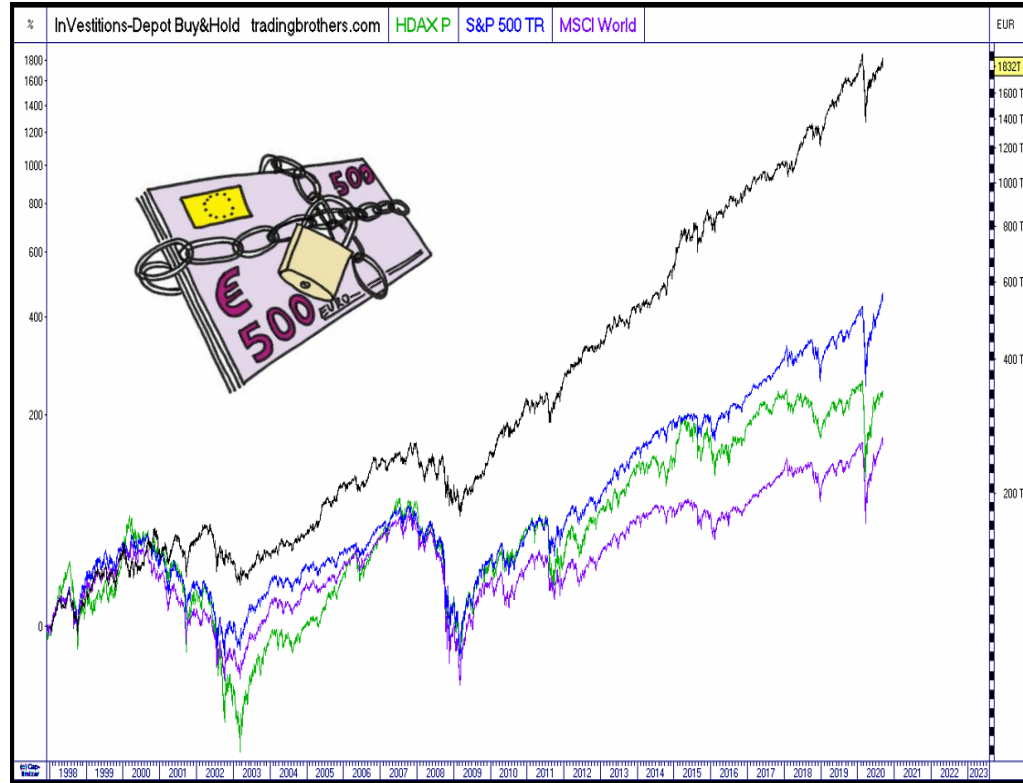 % InVestitions-Depot Buy&Hold tradingbrothers.com HDAX P S&P 500 TR MSCI World EUR
1800
1600
1400
1200
1000
800
600
400
200
0
1832T
1600 T
1400 T
1200 T
1000 T
800 T
600 T
400 T
200 T
500
€
500
EURO
1998 1999 2000 2001 2002 2003 2004 2005 2006 2007 2008 2009 2010 2011 2012 2013 2014 2015 2016 2017 2018 2019 2020 2021 2022 2023